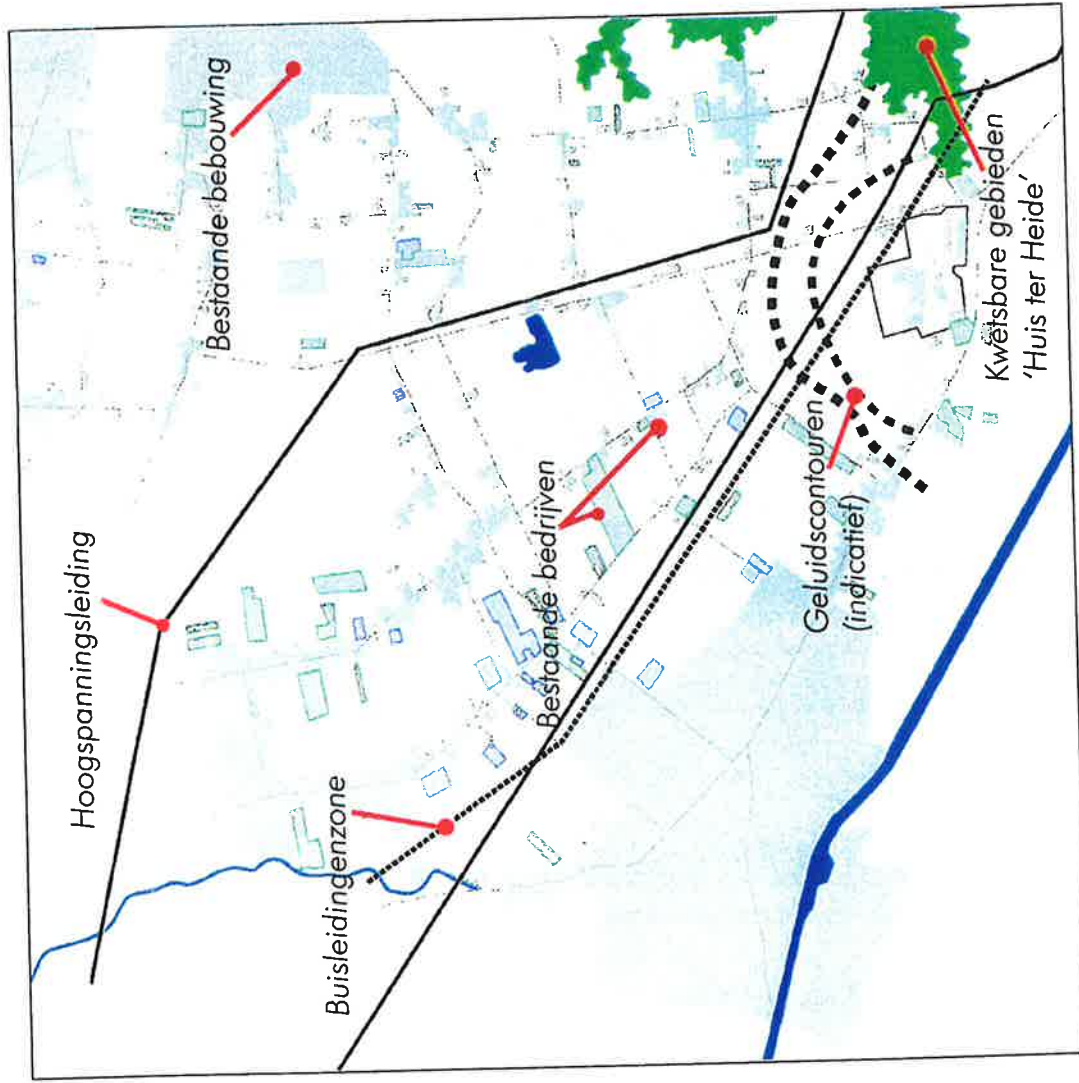 Hoogspanningsleiding
Bestaande bebouwing
Buisleidingenzone
Bestaande bedrijven
Geluidscontouren
(indicatief)
Kwetsbare gebieden
‘Huis ter Heide’